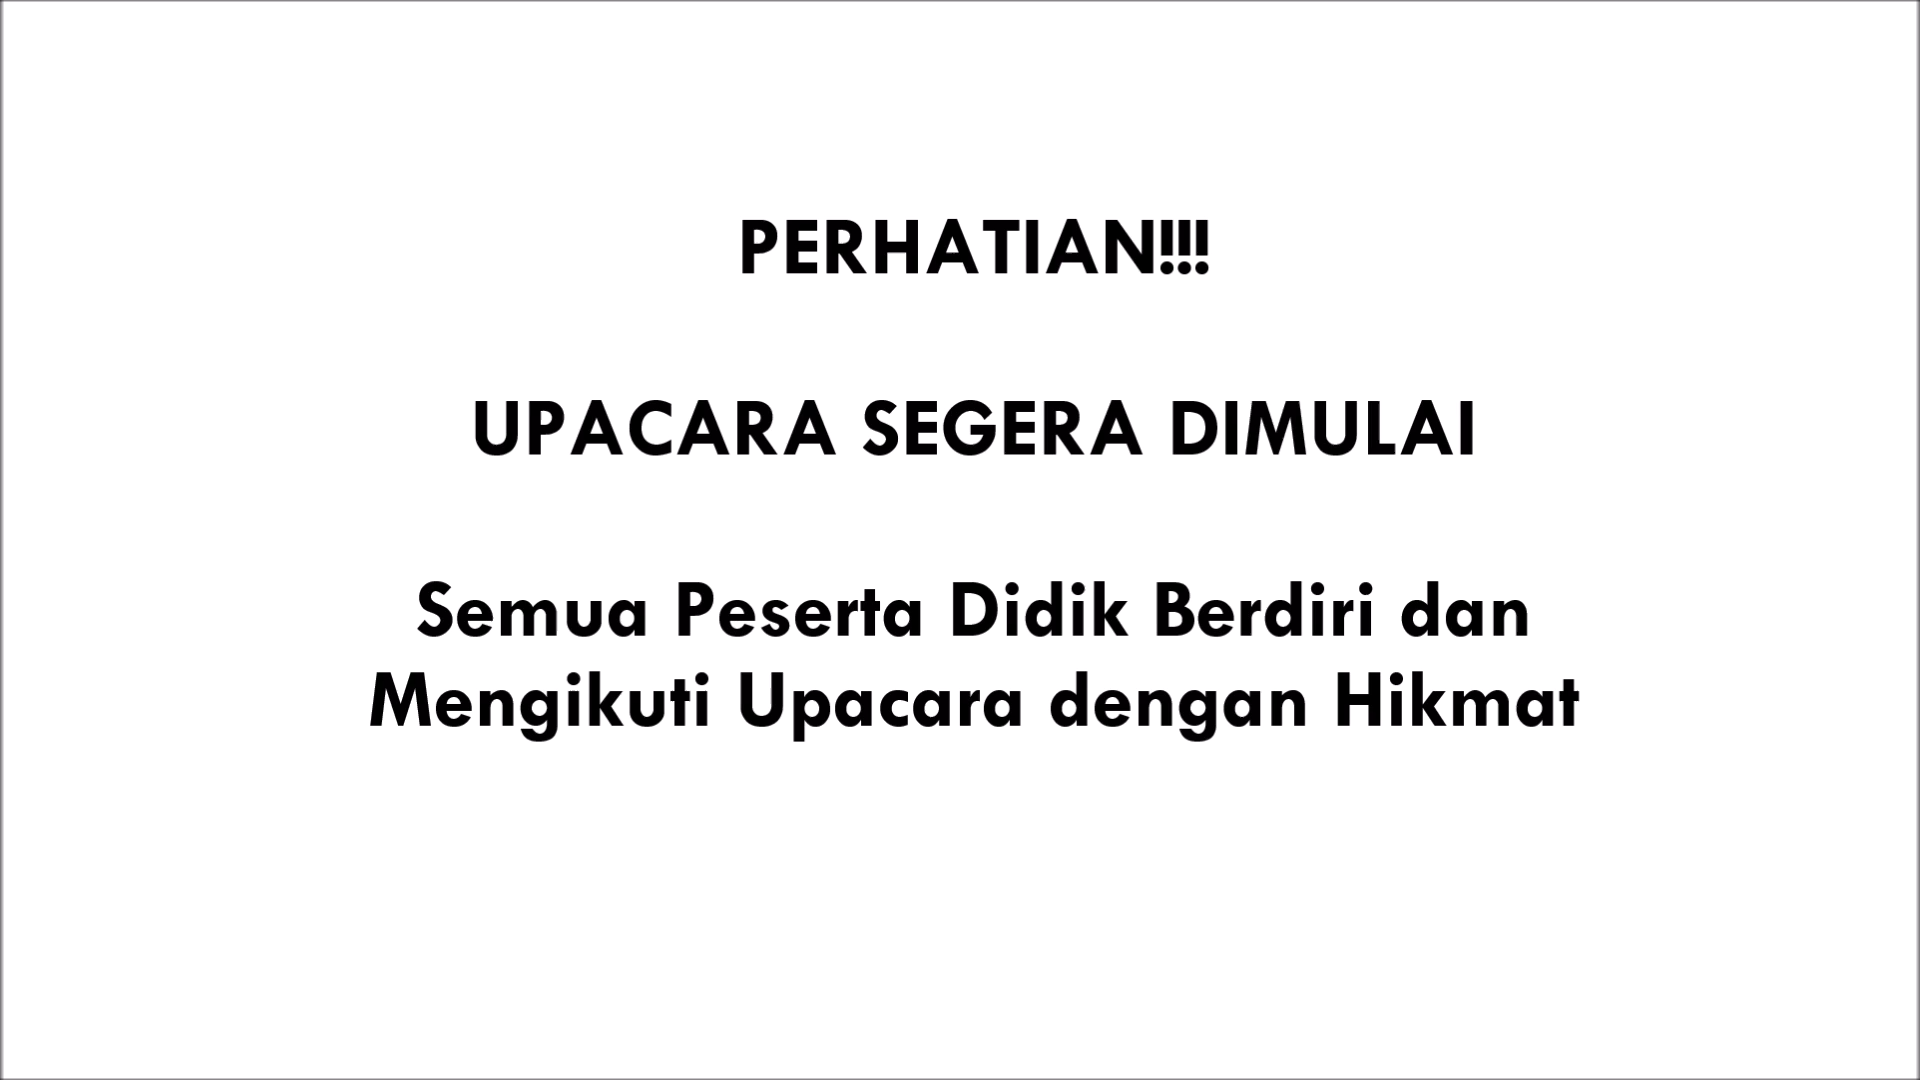 PERHATIAN!!!
UPACARA SEGERA DIMULAI
Semua Peserta Didik Berdiri dan
Mengikuti Upacara dengan Hikmat